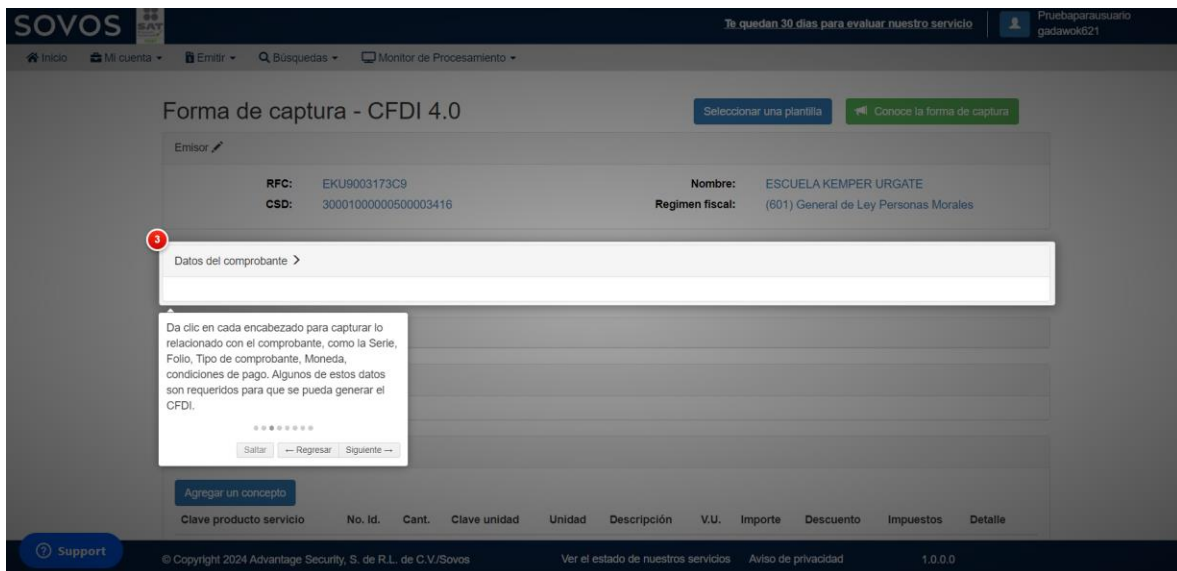 SOVOS SAT
Te quedan 30 dias para evaluar nuestro servicio
Pruebaparausuario
gadawok621
Inicio Mi cuenta Emitir Búsquedas Monitor de Procesamiento
Forma de captura - CFDI 4.0
Seleccionar una plantilla Conoce la forma de captura
Emisor
RFC: EKU9003173C9 Nombre: ESCUELA KEMPER URGATE
CSD: 30001000000500003416 Regimen fiscal: (601) General de Ley Personas Morales
3
Datos del comprobante >
Da clic en cada encabezado para capturar lo
relacionado con el comprobante, como la Serie,
Folio, Tipo de comprobante, Moneda,
condiciones de pago. Algunos de estos datos
son requeridos para que se pueda generar el
CFDI.
Saltar ← Regresar Siguiente →
Agregar un concepto
Clave producto servicio No. Id. Cant. Clave unidad Unidad Descripción V.U. Importe Descuento Impuestos Detalle
Support
© Copyright 2024 Advantage Security, S. de R.L. de C.V./Sovos Ver el estado de nuestros servicios Aviso de privacidad 1.0.0.0